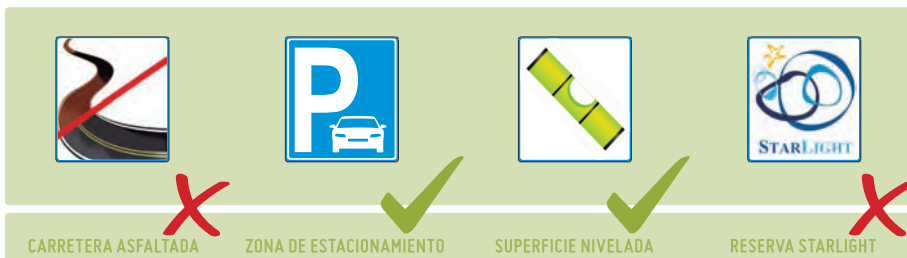 P
STARLIGHT
CARRETERA ASFALTADA
ZONA DE ESTACIONAMIENTO
SUPERFICIE NIVELADA
RESERVA STARLIGHT